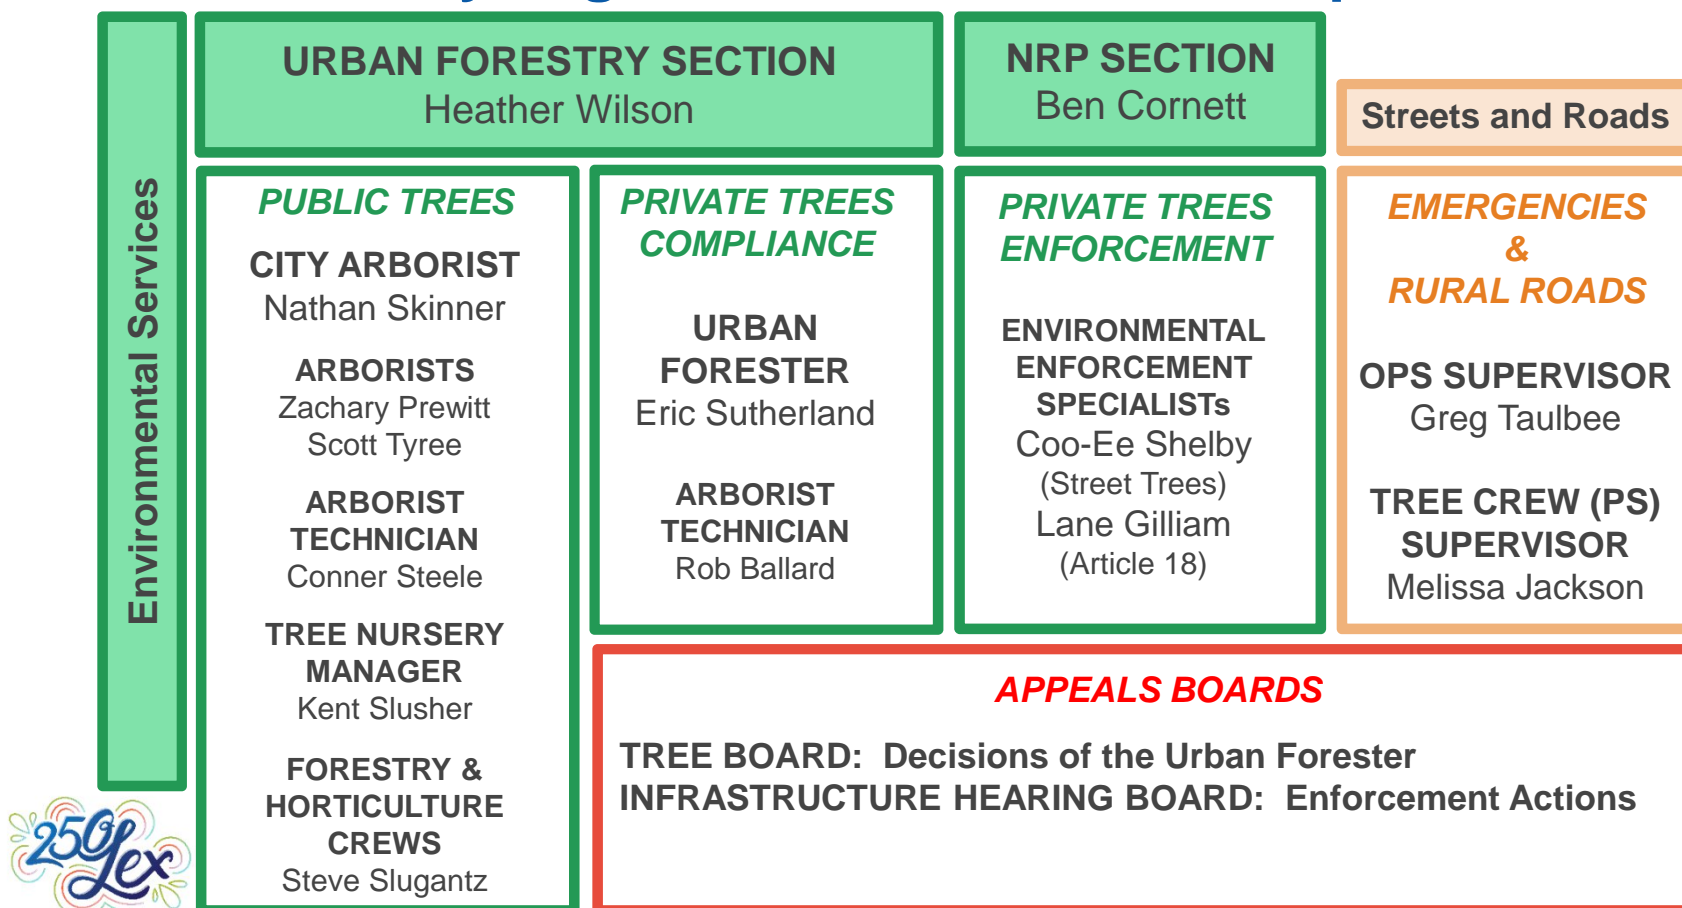 Environmental Services
URBAN FORESTRY SECTION
Heather Wilson
NRP SECTION
Ben Cornett
Streets and Roads
PUBLIC TREES
CITY ARBORIST
Nathan Skinner
ARBORISTS
Zachary Prewitt
Scott Tyree
ARBORIST
TECHNICIAN
Conner Steele
TREE NURSERY
MANAGER
Kent Slusher
FORESTRY &
HORTICULTURE
CREWS
Steve Slugantz
PRIVATE TREES
COMPLIANCE
URBAN
FORESTER
Eric Sutherland
ARBORIST
TECHNICIAN
Rob Ballard
PRIVATE TREES
ENFORCEMENT
ENVIRONMENTAL
ENFORCEMENT
SPECIALISTs
Coo-Ee Shelby
(Street Trees)
Lane Gilliam
(Article 18)
EMERGENCIES
&
RURAL ROADS
OPS SUPERVISOR
Greg Taulbee
TREE CREW (PS)
SUPERVISOR
Melissa Jackson
APPEALS BOARDS
TREE BOARD: Decisions of the Urban Forester
INFRASTRUCTURE HEARING BOARD: Enforcement Actions
250
Lex